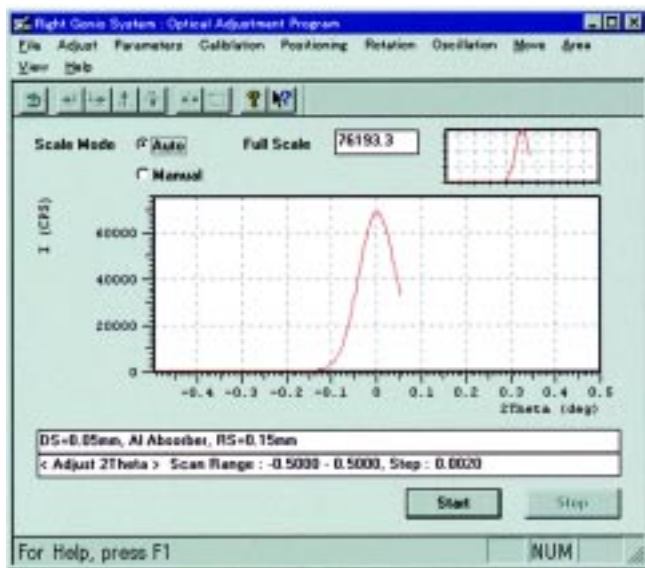 Right Gonio System : Optical Adjustment Program
File Adjust Parameters Caliblation Positioning Rotation Oscillation Move Area
View Help
Scale Mode Auto Full Scale 76193.3
Manual
I (CPS)
60000
40000
20000
0
-0.4 -0.3 -0.2 -0.1 0 0.1 0.2 0.3 0.4 0.5
2Theta (deg)
DS=0.05mm, Al Absorber, RS=0.15mm
< Adjust 2Theta > Scan Range : -0.5000 - 0.5000, Step : 0.0020
Start Stop
For Help, press F1 NUM